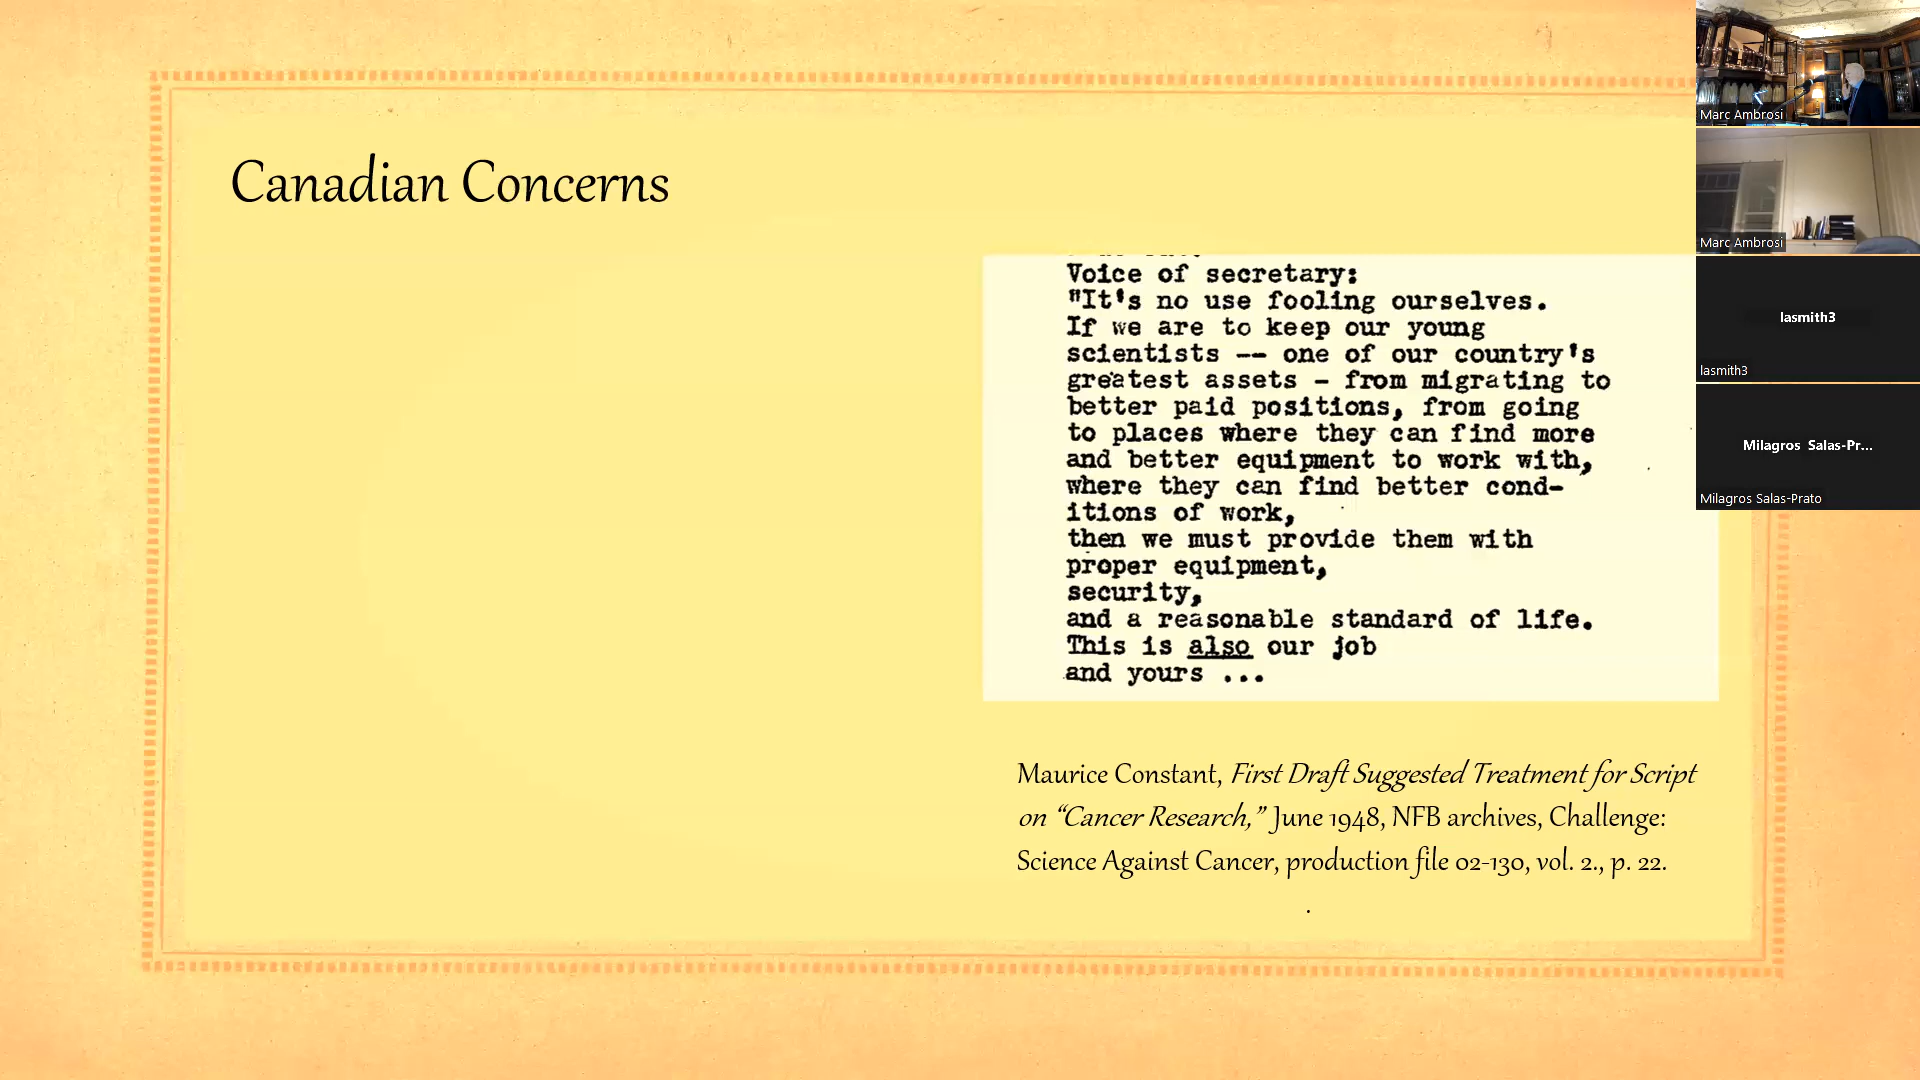 Canadian Concerns
Voice of secretary:
"It's no use fooling ourselves.
If we are to keep our young
scientists -- one of our country's
greatest assets - from migrating to
better paid positions, from going
to places where they can find more
and better equipment to work with,
where they can find better cond-
itions of work,
then we must provide them with
proper equipment,
security,
and a reasonable standard of life.
This is also our job
and yours ...
Maurice Constant, First Draft Suggested Treatment for Script
on “Cancer Research,” June 1948, NFB archives, Challenge:
Science Against Cancer, production file 02-130, vol. 2., p. 22.
.
Marc Ambrosi
Marc Ambrosi
lasmith3
lasmith3
Milagros Salas-Pr...
Milagros Salas-Prato